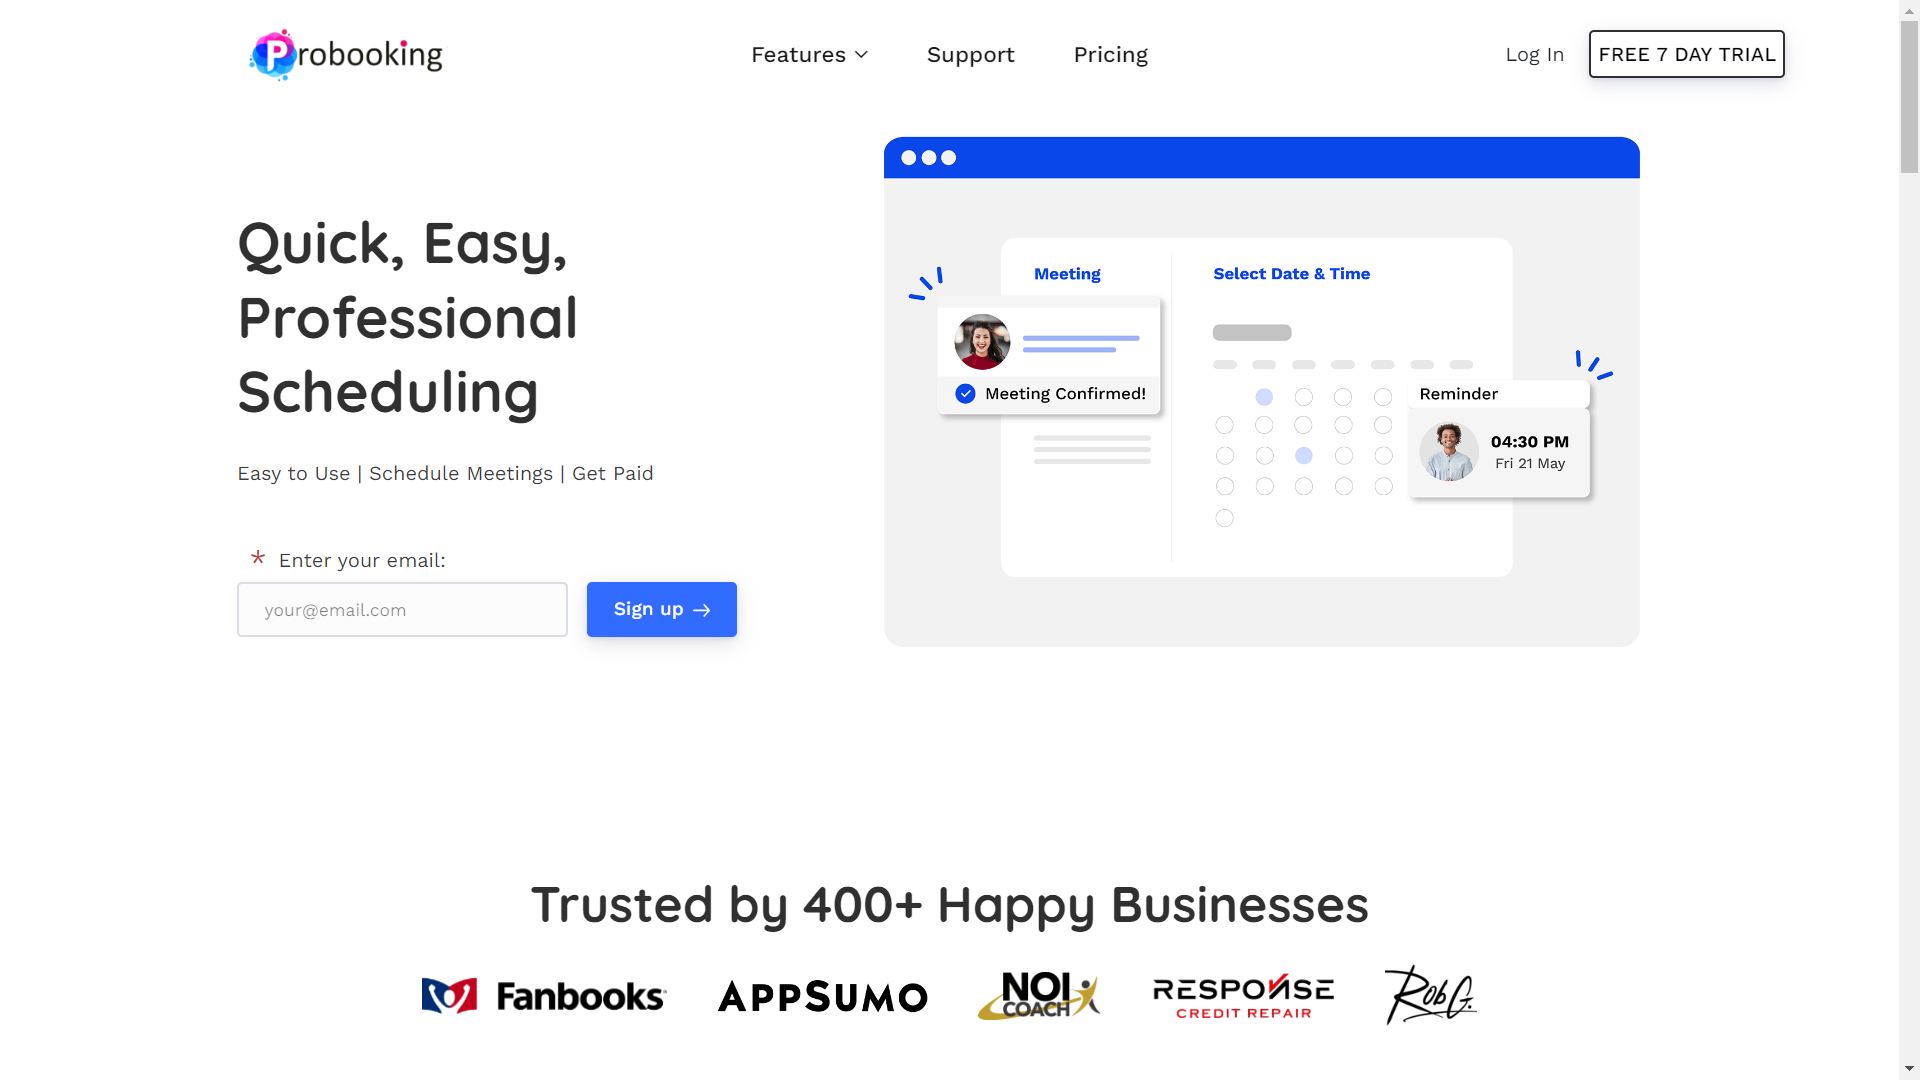 Probooking
Features
Support
Pricing
Log In
FREE 7 DAY TRIAL
Quick, Easy,
Professional
Scheduling
Easy to Use | Schedule Meetings | Get Paid
* Enter your email:
your@email.com
Sign up →
Meeting
Select Date & Time
Meeting Confirmed!
Reminder
04:30 PM
Fri 21 May
Trusted by 400+ Happy Businesses
Fanbooks
APPSUMO
NOI
COACH
RESPONSE
CREDIT REPAIR
Rob G.